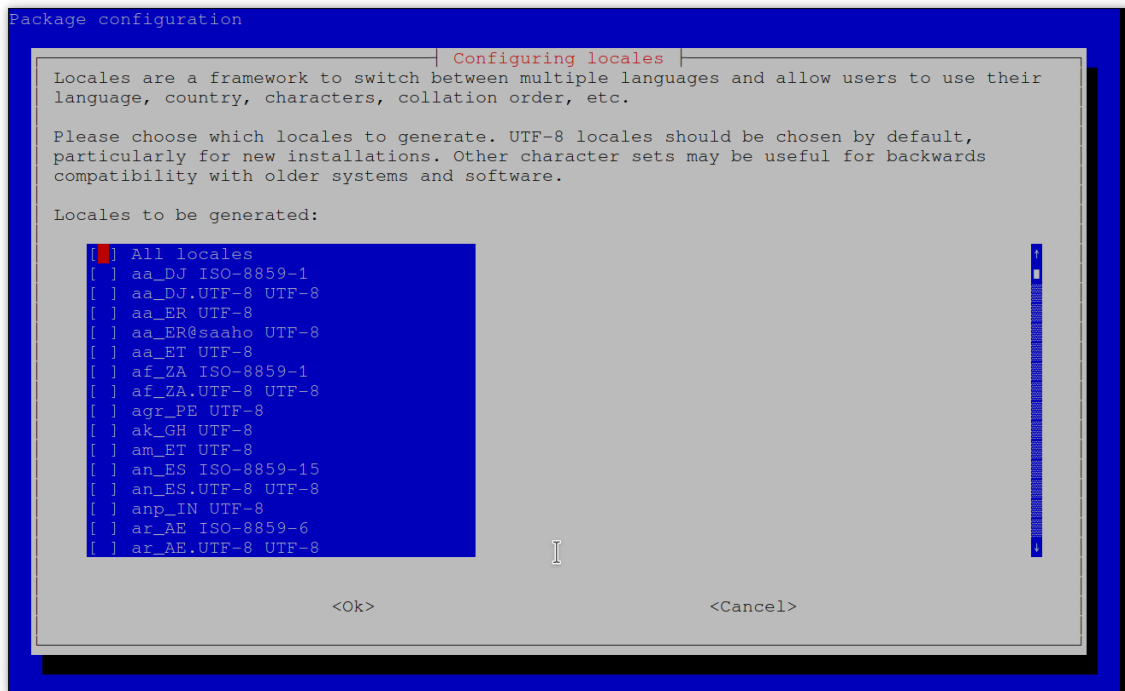 Package configuration
Configuring locales
Locales are a framework to switch between multiple languages and allow users to use their
language, country, characters, collation order, etc.
Please choose which locales to generate. UTF-8 locales should be chosen by default,
particularly for new installations. Other character sets may be useful for backwards
compatibility with older systems and software.
Locales to be generated:
[ ] All locales
[ ] aa_DJ ISO-8859-1
[ ] aa_DJ.UTF-8 UTF-8
[ ] aa_ER UTF-8
[ ] aa_ER@saaho UTF-8
[ ] aa_ET UTF-8
[ ] af_ZA ISO-8859-1
[ ] af_ZA.UTF-8 UTF-8
[ ] agr_PE UTF-8
[ ] ak_GH UTF-8
[ ] am_ET UTF-8
[ ] an_ES ISO-8859-15
[ ] an_ES.UTF-8 UTF-8
[ ] anp_IN UTF-8
[ ] ar_AE ISO-8859-6
[ ] ar_AE.UTF-8 UTF-8
<Ok> <Cancel>